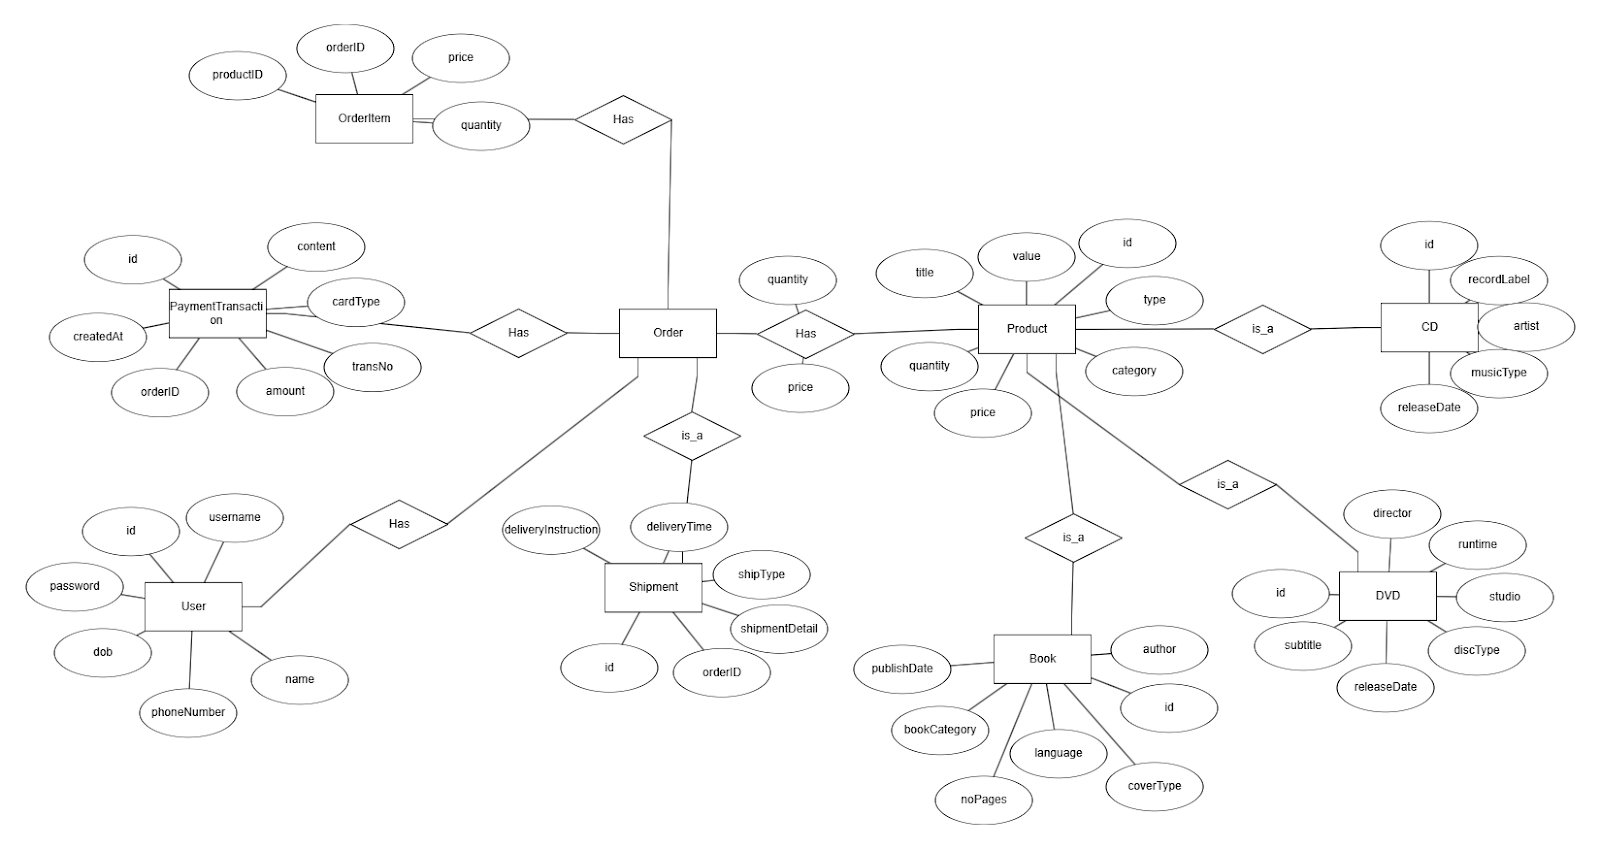 orderID
price
productID
OrderItem
quantity
Has
id
content
cardType
PaymentTransacti
on
createdAt
transNo
orderID
amount
Has
Order
quantity
Has
price
title
value
id
type
Product
quantity
category
price
is_a
id
recordLabel
artist
CD
musicType
releaseDate
is_a
is_a
is_a
Has
id
username
password
User
dob
name
phoneNumber
deliveryInstruction
deliveryTime
shipType
Shipment
shipmentDetail
id
orderID
director
runtime
id
DVD
studio
subtitle
discType
releaseDate
Book
author
publishDate
id
bookCategory
language
coverType
noPages